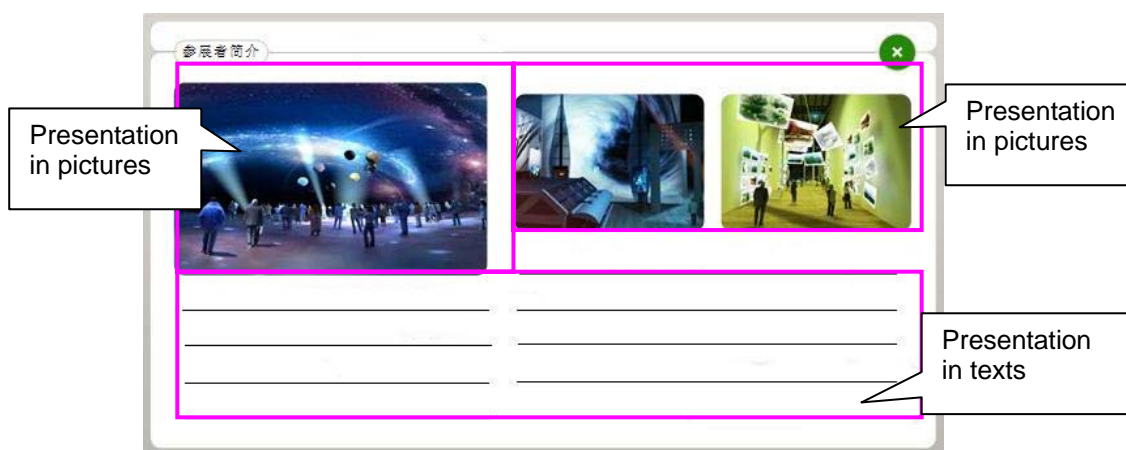 参展者简介
Presentation
in pictures
Presentation
in pictures
Presentation
in texts